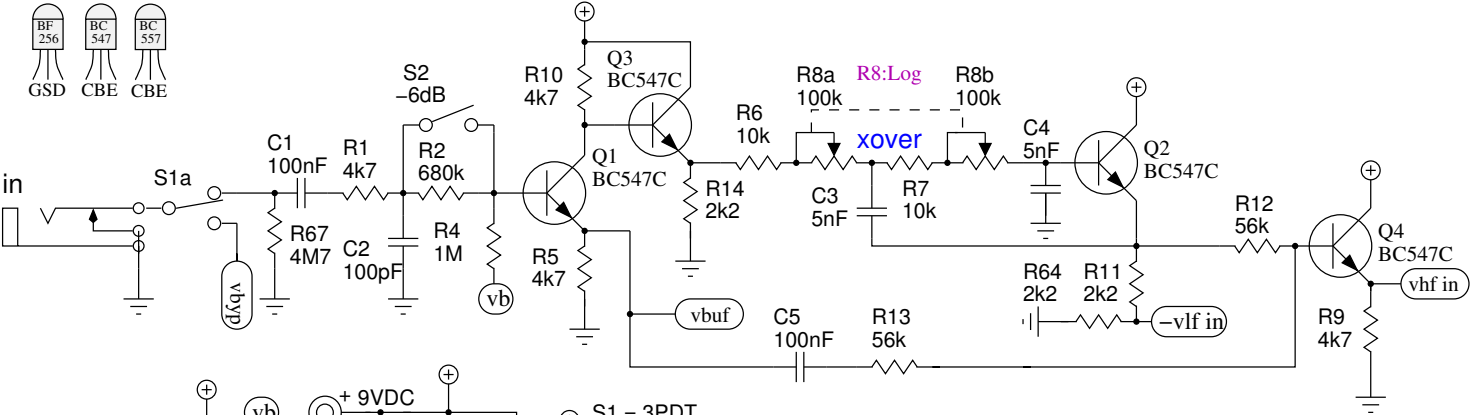 BF
256
BC
547
BC
557
GSD
CBE
CBE
in
S1a
vbyp
C1
100nF
R67
4M7
R1
4k7
S2
−6dB
R2
680k
C2
100pF
R4
1M
vb
R10
4k7
Q1
BC547C
R5
4k7
Q3
BC547C
R14
2k2
vbuf
R6
10k
R8a
100k
R8:Log
R8b
100k
xover
C3
5nF
R7
10k
C4
5nF
Q2
BC547C
R64
2k2
R11
2k2
−vlf in
C5
100nF
R13
56k
R12
56k
Q4
BC547C
vhf in
R9
4k7
vb
+ 9VDC
S1 − 3PDT